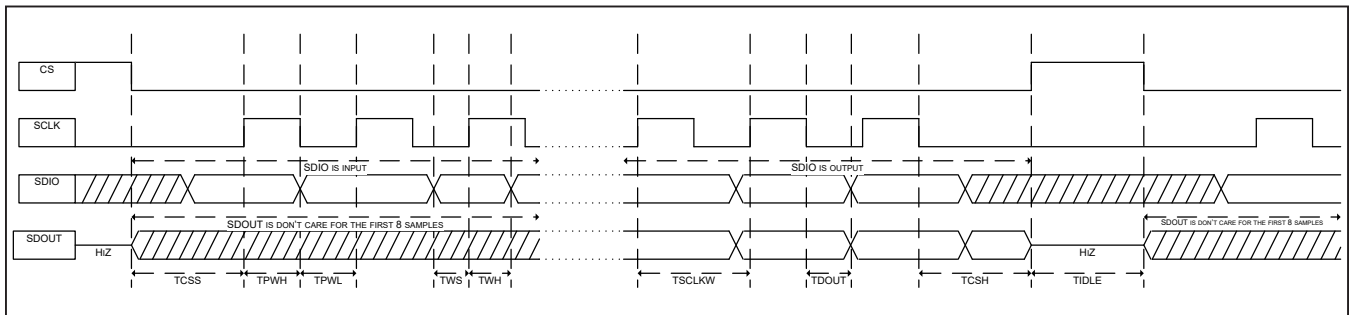 CS
SCLK
SDIO IS INPUT
SDIO IS OUTPUT
SDIO
SDOUT IS DON'T CARE FOR THE FIRST 8 SAMPLES
SDOUT IS DON'T CARE FOR THE FIRST 8 SAMPLES
SDOUT
HIZ
HIZ
TCSS
TPWH
TPWL
TWS
TWH
TSCLKW
TDOUT
TCSH
TIDLE